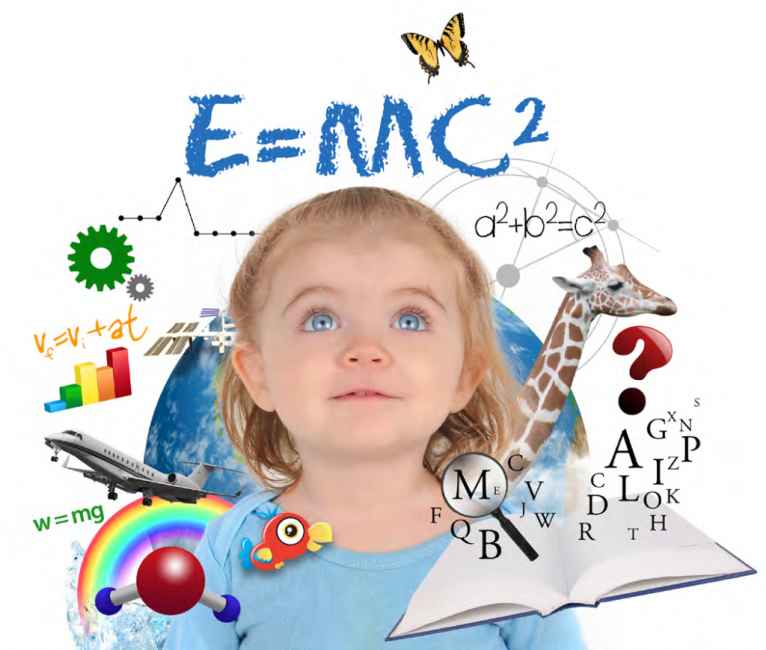 E=MC²
a²+b²=c²
v_f=v_i+at
w=mg
S
G X N
A P
M E C
I Z
C V
L K
F J W
D O
Q B
R T H